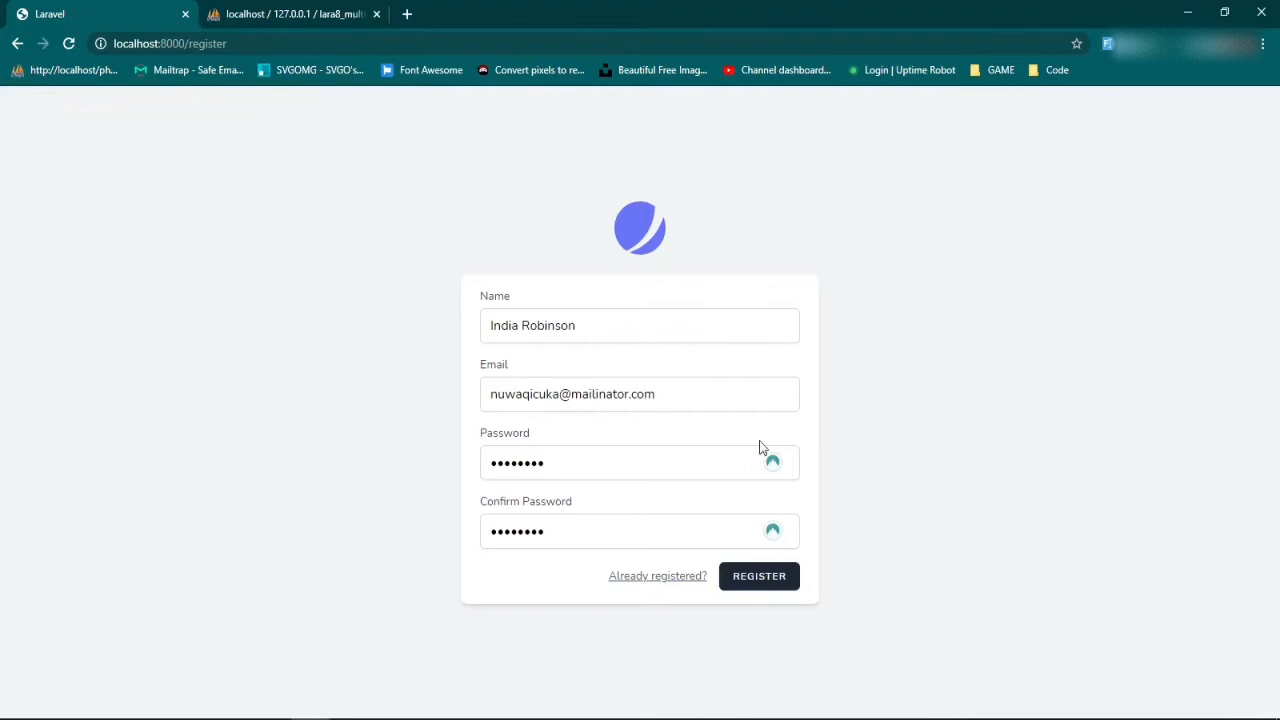 Laravel
localhost / 127.0.0.1 / lara8_mult
localhost:8000/register
http://localhost/ph...
Mailtrap - Safe Ema...
SVGOMG - SVGO's...
Font Awesome
Convert pixels to re...
Beautiful Free Imag...
Channel dashboard...
Login | Uptime Robot
GAME
Code
Name
India Robinson
Email
nuwaqicuka@mailinator.com
Password
••••••••
Confirm Password
••••••••
Already registered?
REGISTER